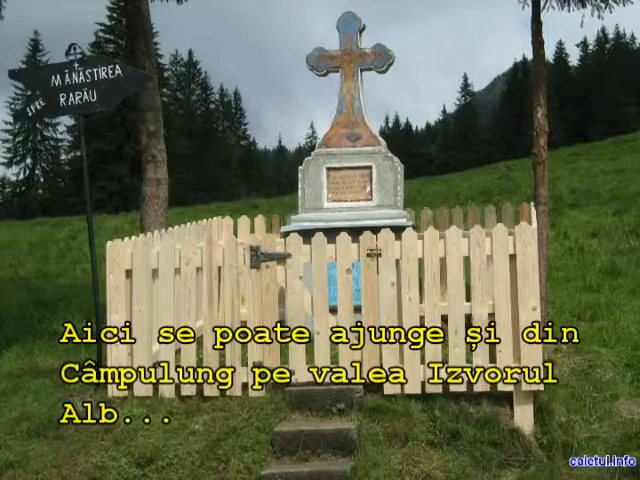 MĂNĂSTIREA
SPRE RARĂU
Aici se poate ajunge și din
Câmpulung pe valea Izvorul
Alb...
caietul.info